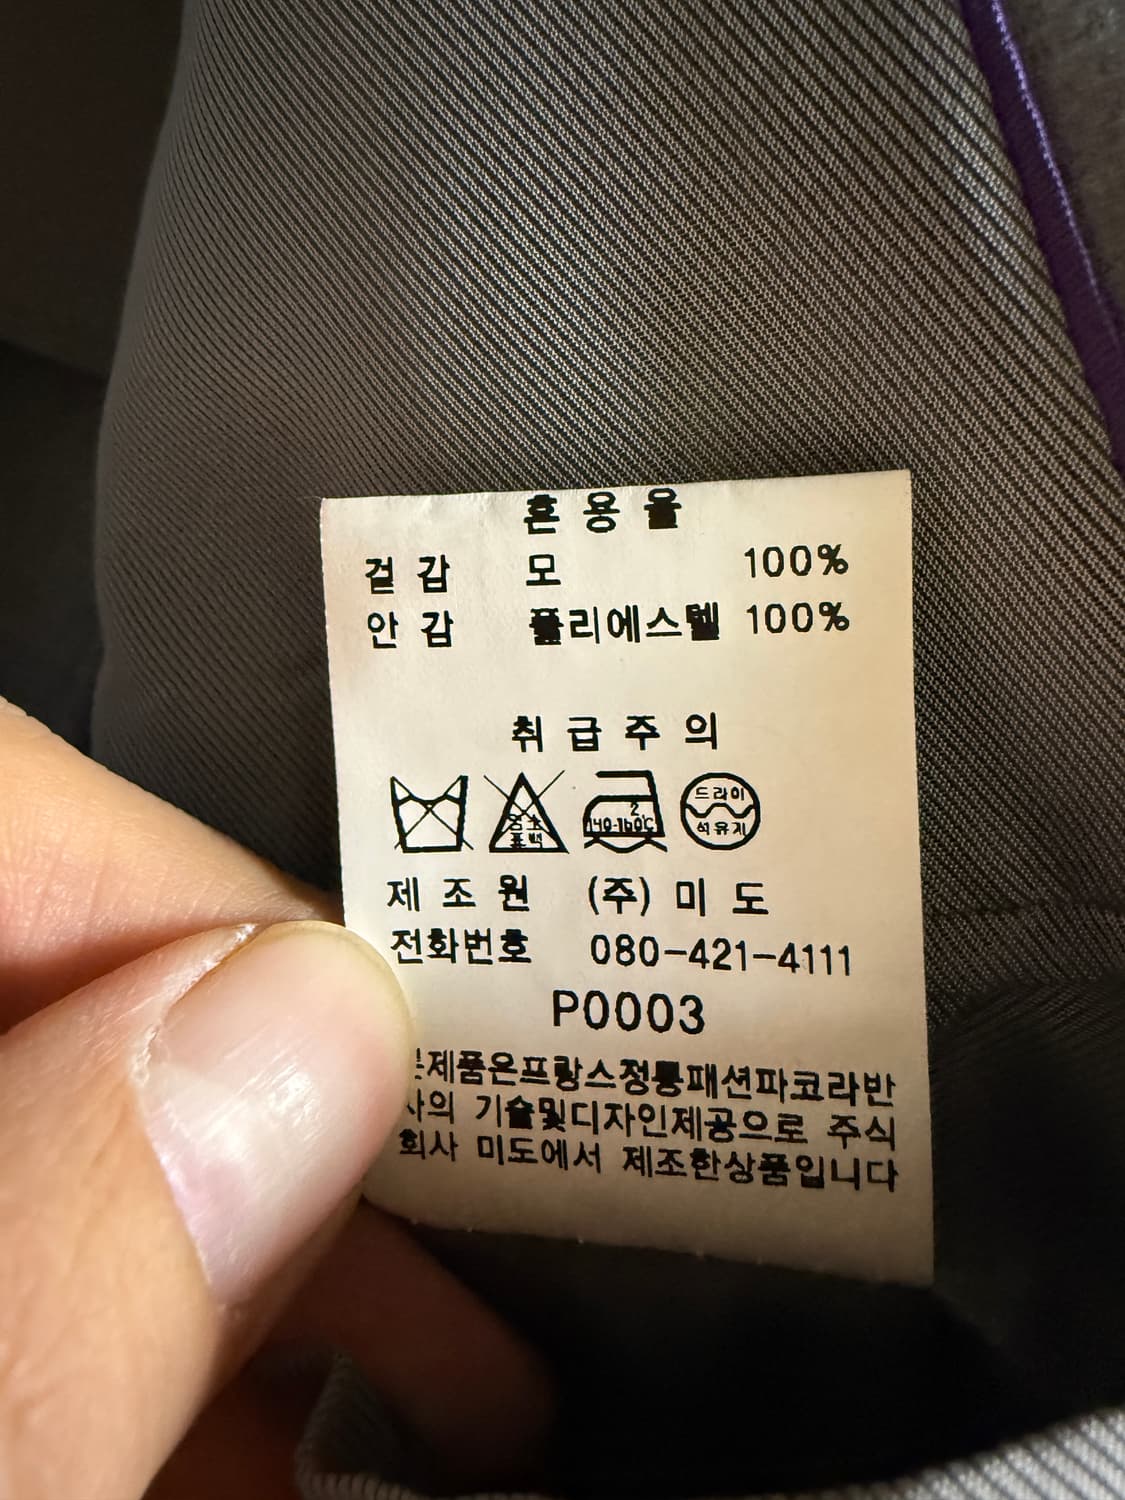 혼 용 율
겉 감 모 100%
안 감 폴리에스텔 100%
취 급 주 의
염소
표백
2
140-160℃
드라이
석유지
제 조 원 (주) 미 도
전화번호 080-421-4111
P0003
본제품은프랑스정통패션파코라반
사의 기술및디자인제공으로 주식
회사 미도에서 제조한상품입니다